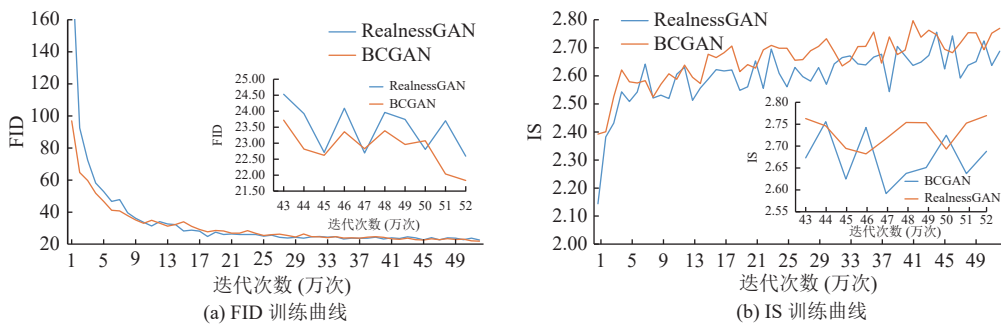 160
140
120
100
80
60
40
20
FID
RealnessGAN
BCGAN
25.00
24.50
24.00
23.50
23.00
22.50
22.00
21.50
FID
RealnessGAN
BCGAN
43 44 45 46 47 48 49 50 51 52
迭代次数 (万次)
1 5 9 13 17 21 25 29 33 37 41 45 49
迭代次数 (万次)
(a) FID 训练曲线
2.80
2.70
2.60
2.50
2.40
2.30
2.20
2.10
2.00
IS
RealnessGAN
BCGAN
2.80
2.75
2.70
2.65
2.60
2.55
IS
BCGAN
RealnessGAN
43 44 45 46 47 48 49 50 51 52
迭代次数 (万次)
1 5 9 13 17 21 25 29 33 37 41 45 49
迭代次数 (万次)
(b) IS 训练曲线